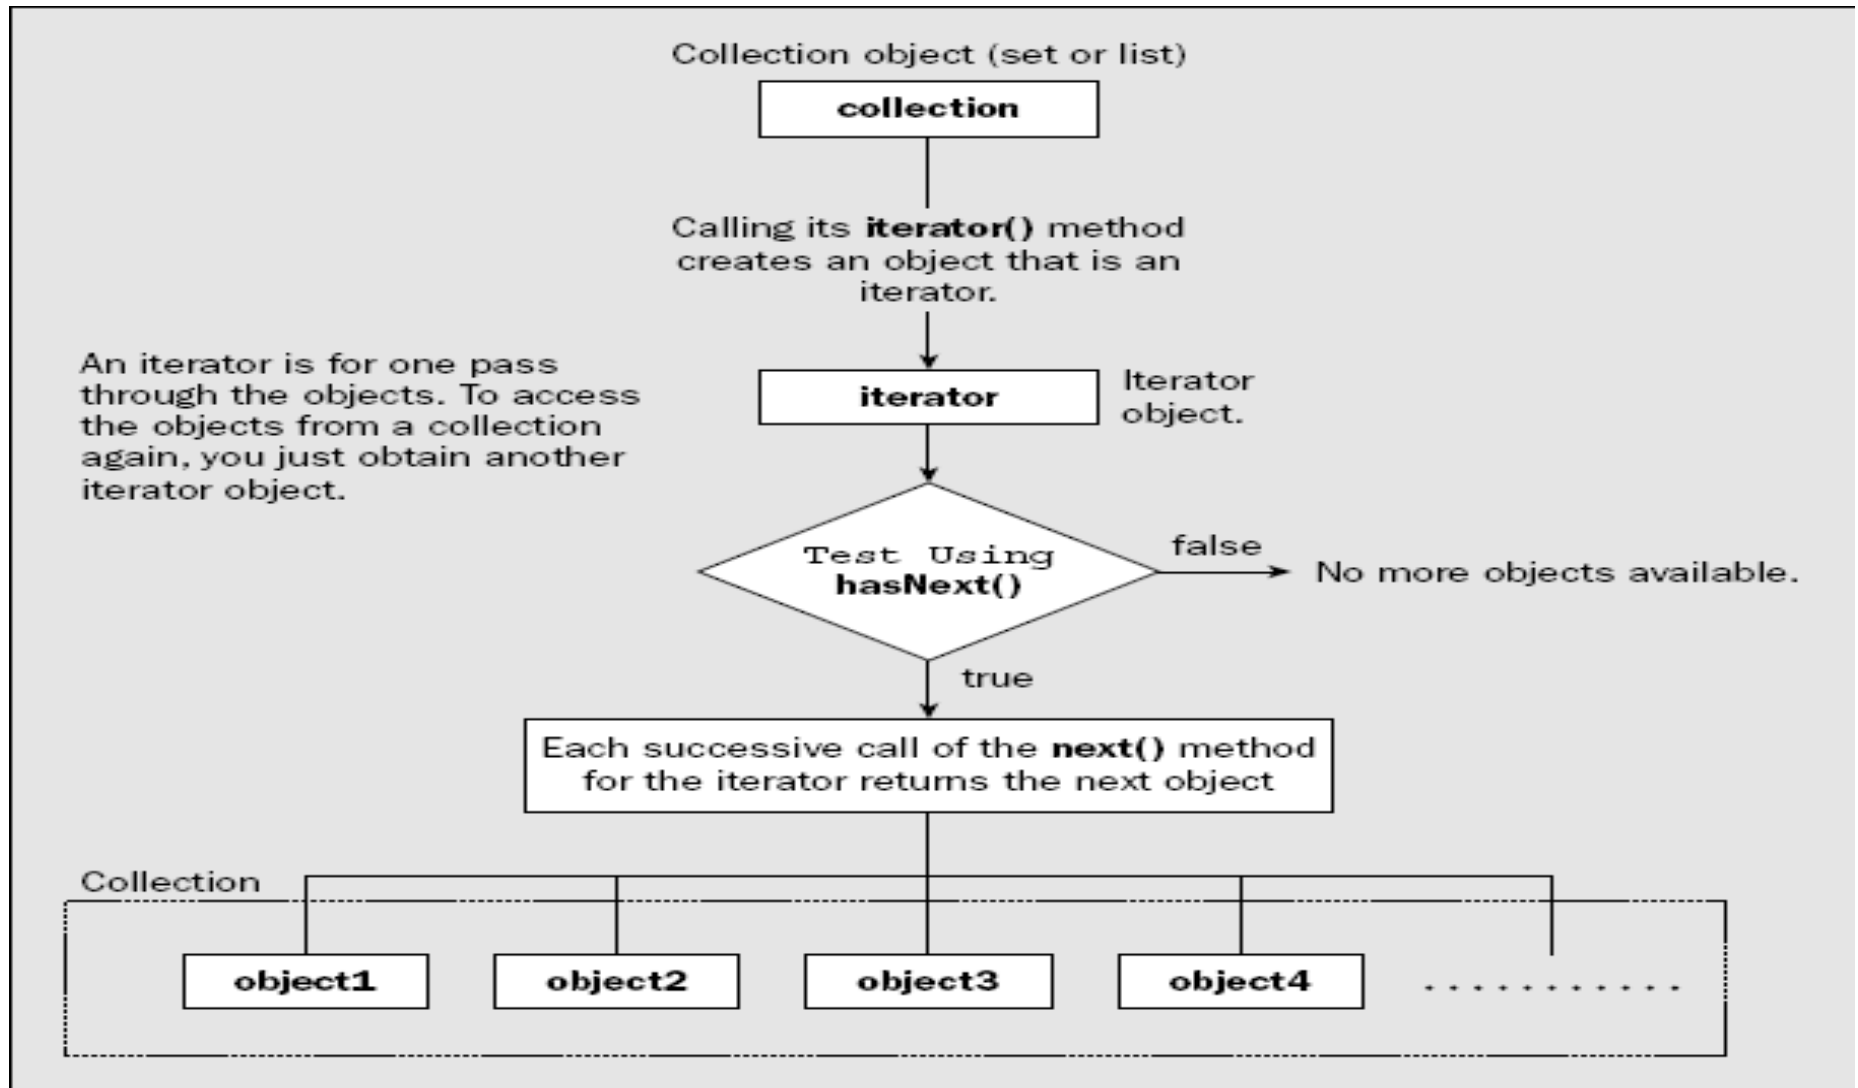 Collection object (set or list)
collection
Calling its iterator() method
creates an object that is an
iterator.
An iterator is for one pass
through the objects. To access
the objects from a collection
again, you just obtain another
iterator object.
iterator
Iterator
object.
Test Using
hasNext()
false
No more objects available.
true
Each successive call of the next() method
for the iterator returns the next object
Collection
object1
object2
object3
object4
. . . . . . . . . . .